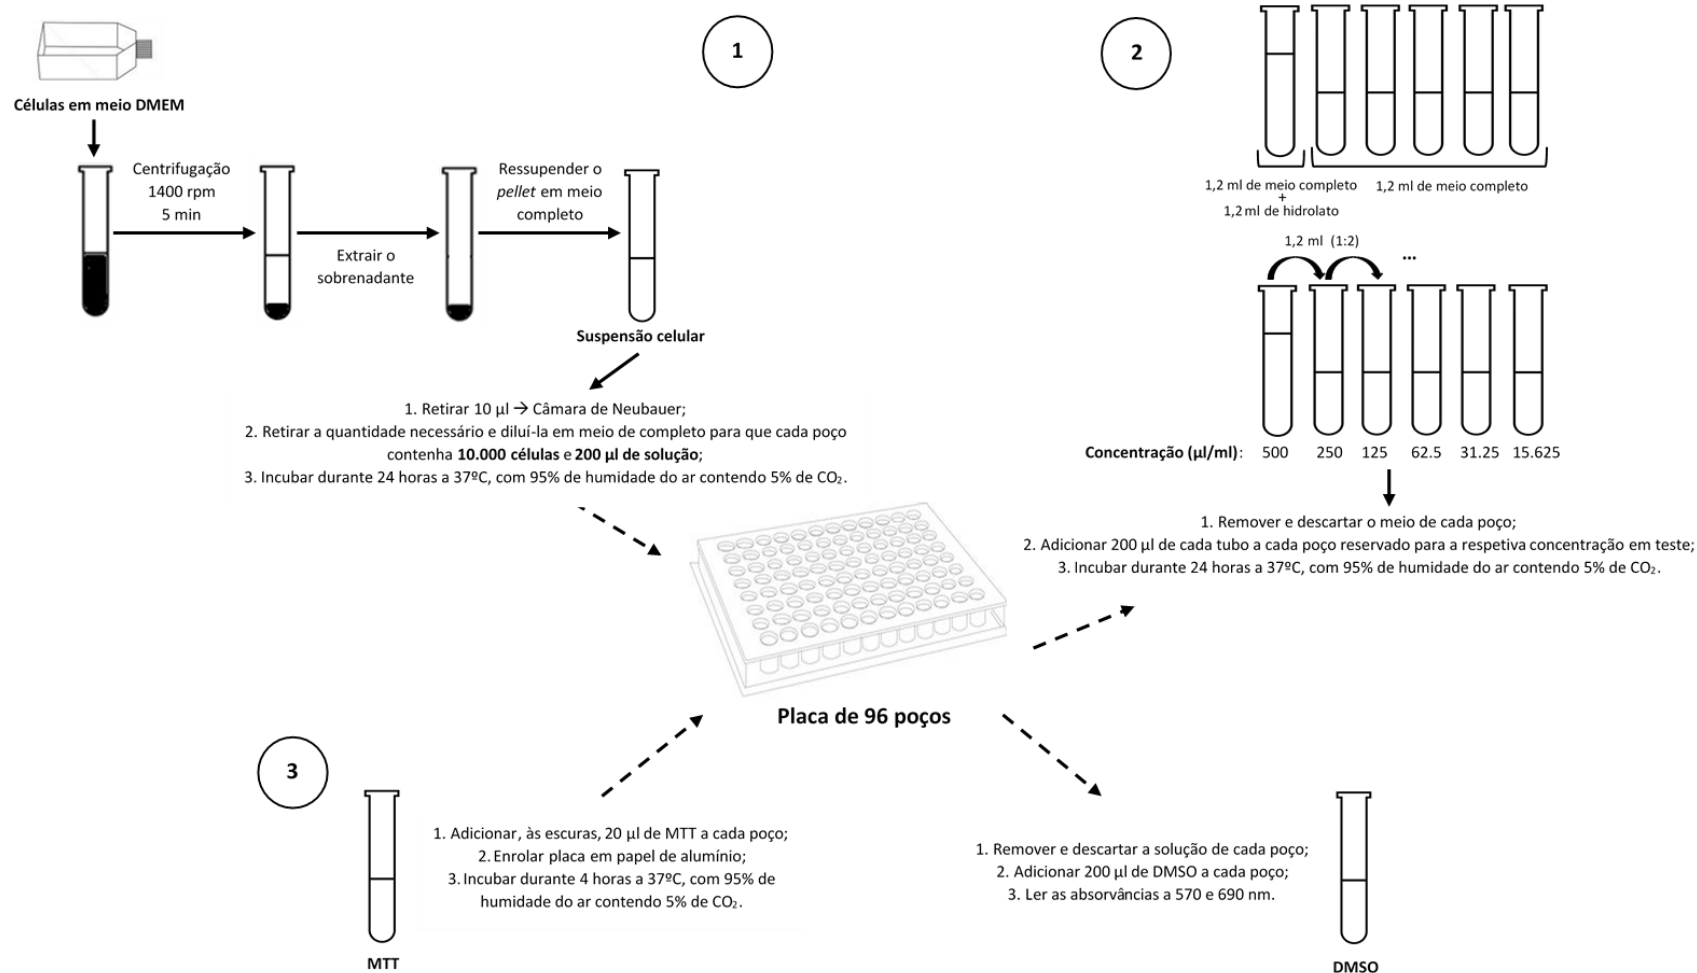 1
Células em meio DMEM
Centrifugação
1400 rpm
5 min
Extrair o
sobrenadante
Ressupender o
pellet em meio
completo
Suspensão celular
1. Retirar 10 µl → Câmara de Neubauer;
2. Retirar a quantidade necessário e diluí-la em meio de completo para que cada poço
contenha 10.000 células e 200 µl de solução;
3. Incubar durante 24 horas a 37ºC, com 95% de humidade do ar contendo 5% de CO₂.
2
1,2 ml de meio completo
+
1,2 ml de hidrolato
1,2 ml de meio completo
1,2 ml (1:2)
...
Concentração (µl/ml): 500 250 125 62.5 31.25 15.625
1. Remover e descartar o meio de cada poço;
2. Adicionar 200 µl de cada tubo a cada poço reservado para a respetiva concentração em teste;
3. Incubar durante 24 horas a 37ºC, com 95% de humidade do ar contendo 5% de CO₂.
Placa de 96 poços
3
MTT
1. Adicionar, às escuras, 20 µl de MTT a cada poço;
2. Enrolar placa em papel de alumínio;
3. Incubar durante 4 horas a 37ºC, com 95% de
humidade do ar contendo 5% de CO₂.
1. Remover e descartar a solução de cada poço;
2. Adicionar 200 µl de DMSO a cada poço;
3. Ler as absorvâncias a 570 e 690 nm.
DMSO